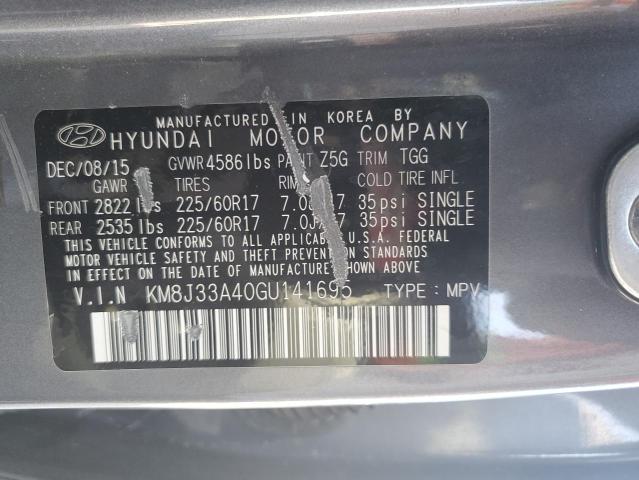 MANUFACTURED IN KOREA BY
HYUNDAI MOTOR COMPANY
DEC/08/15 GVWR 4586 lbs PAINT Z5G TRIM TGG
GAWR TIRES RIM COLD TIRE INFL
FRONT 2822 lbs 225/60R17 35psi SINGLE
REAR 2535 lbs 225/60R17 7.0JX17 35psi SINGLE
THIS VEHICLE CONFORMS TO ALL APPLICABLE U.S.A. FEDERAL
MOTOR VEHICLE SAFETY AND THEFT PREVENTION STANDARDS
IN EFFECT ON THE DATE OF MANUFACTURE SHOWN ABOVE
V.I.N KM8J33A40GU141695 TYPE : MPV